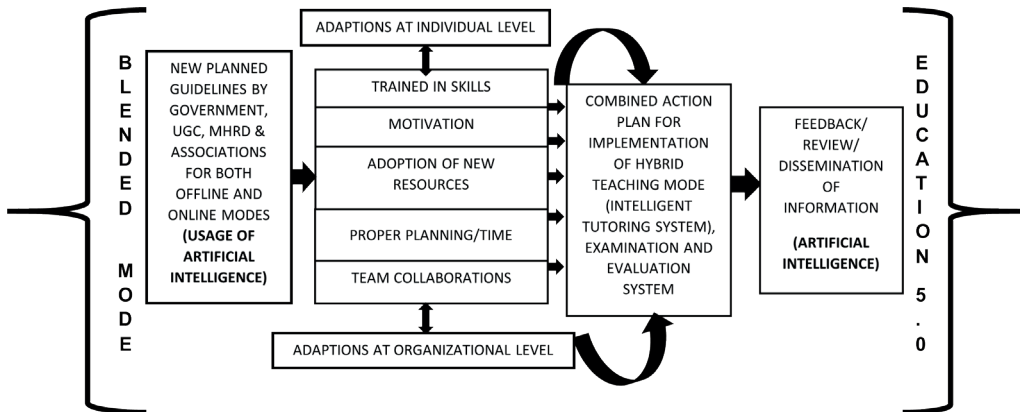 BLENDED MODE
NEW PLANNED
GUIDELINES BY
GOVERNMENT,
UGC, MHRD &
ASSOCIATIONS
FOR BOTH
OFFLINE AND
ONLINE MODES
(USAGE OF
ARTIFICIAL
INTELLIGENCE)
ADAPTIONS AT INDIVIDUAL LEVEL
TRAINED IN SKILLS
MOTIVATION
ADOPTION OF NEW
RESOURCES
PROPER PLANNING/TIME
TEAM COLLABORATIONS
ADAPTIONS AT ORGANIZATIONAL LEVEL
COMBINED ACTION
PLAN FOR
IMPLEMENTATION
OF HYBRID
TEACHING MODE
(INTELLIGENT
TUTORING SYSTEM),
EXAMINATION AND
EVALUATION
SYSTEM
FEEDBACK/
REVIEW/
DISSEMINATION
OF
INFORMATION
(ARTIFICIAL
INTELLIGENCE)
EDUCATION 5.0